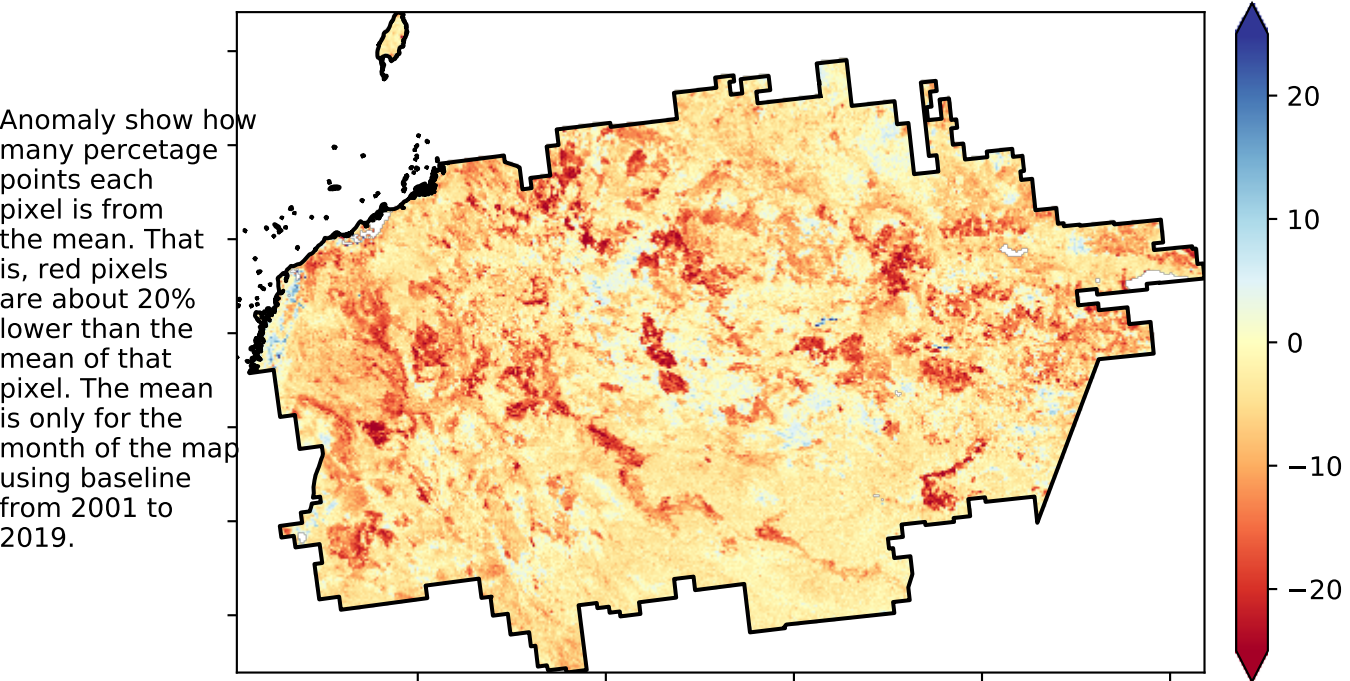 Anomaly show how
many percetage
points each
pixel is from
the mean. That
is, red pixels
are about 20%
lower than the
mean of that
pixel. The mean
is only for the
month of the map
using baseline
from 2001 to
2019.
20
10
0
−10
−20